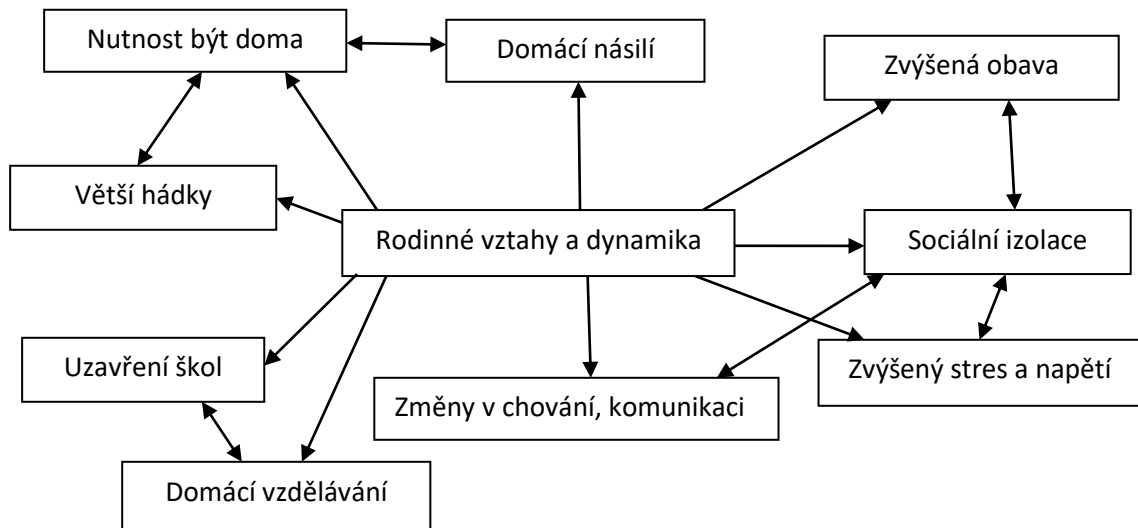 Nutnost být doma
Domácí násilí
Zvýšená obava
Větší hádky
Rodinné vztahy a dynamika
Sociální izolace
Uzavření škol
Změny v chování, komunikaci
Zvýšený stres a napětí
Domácí vzdělávání